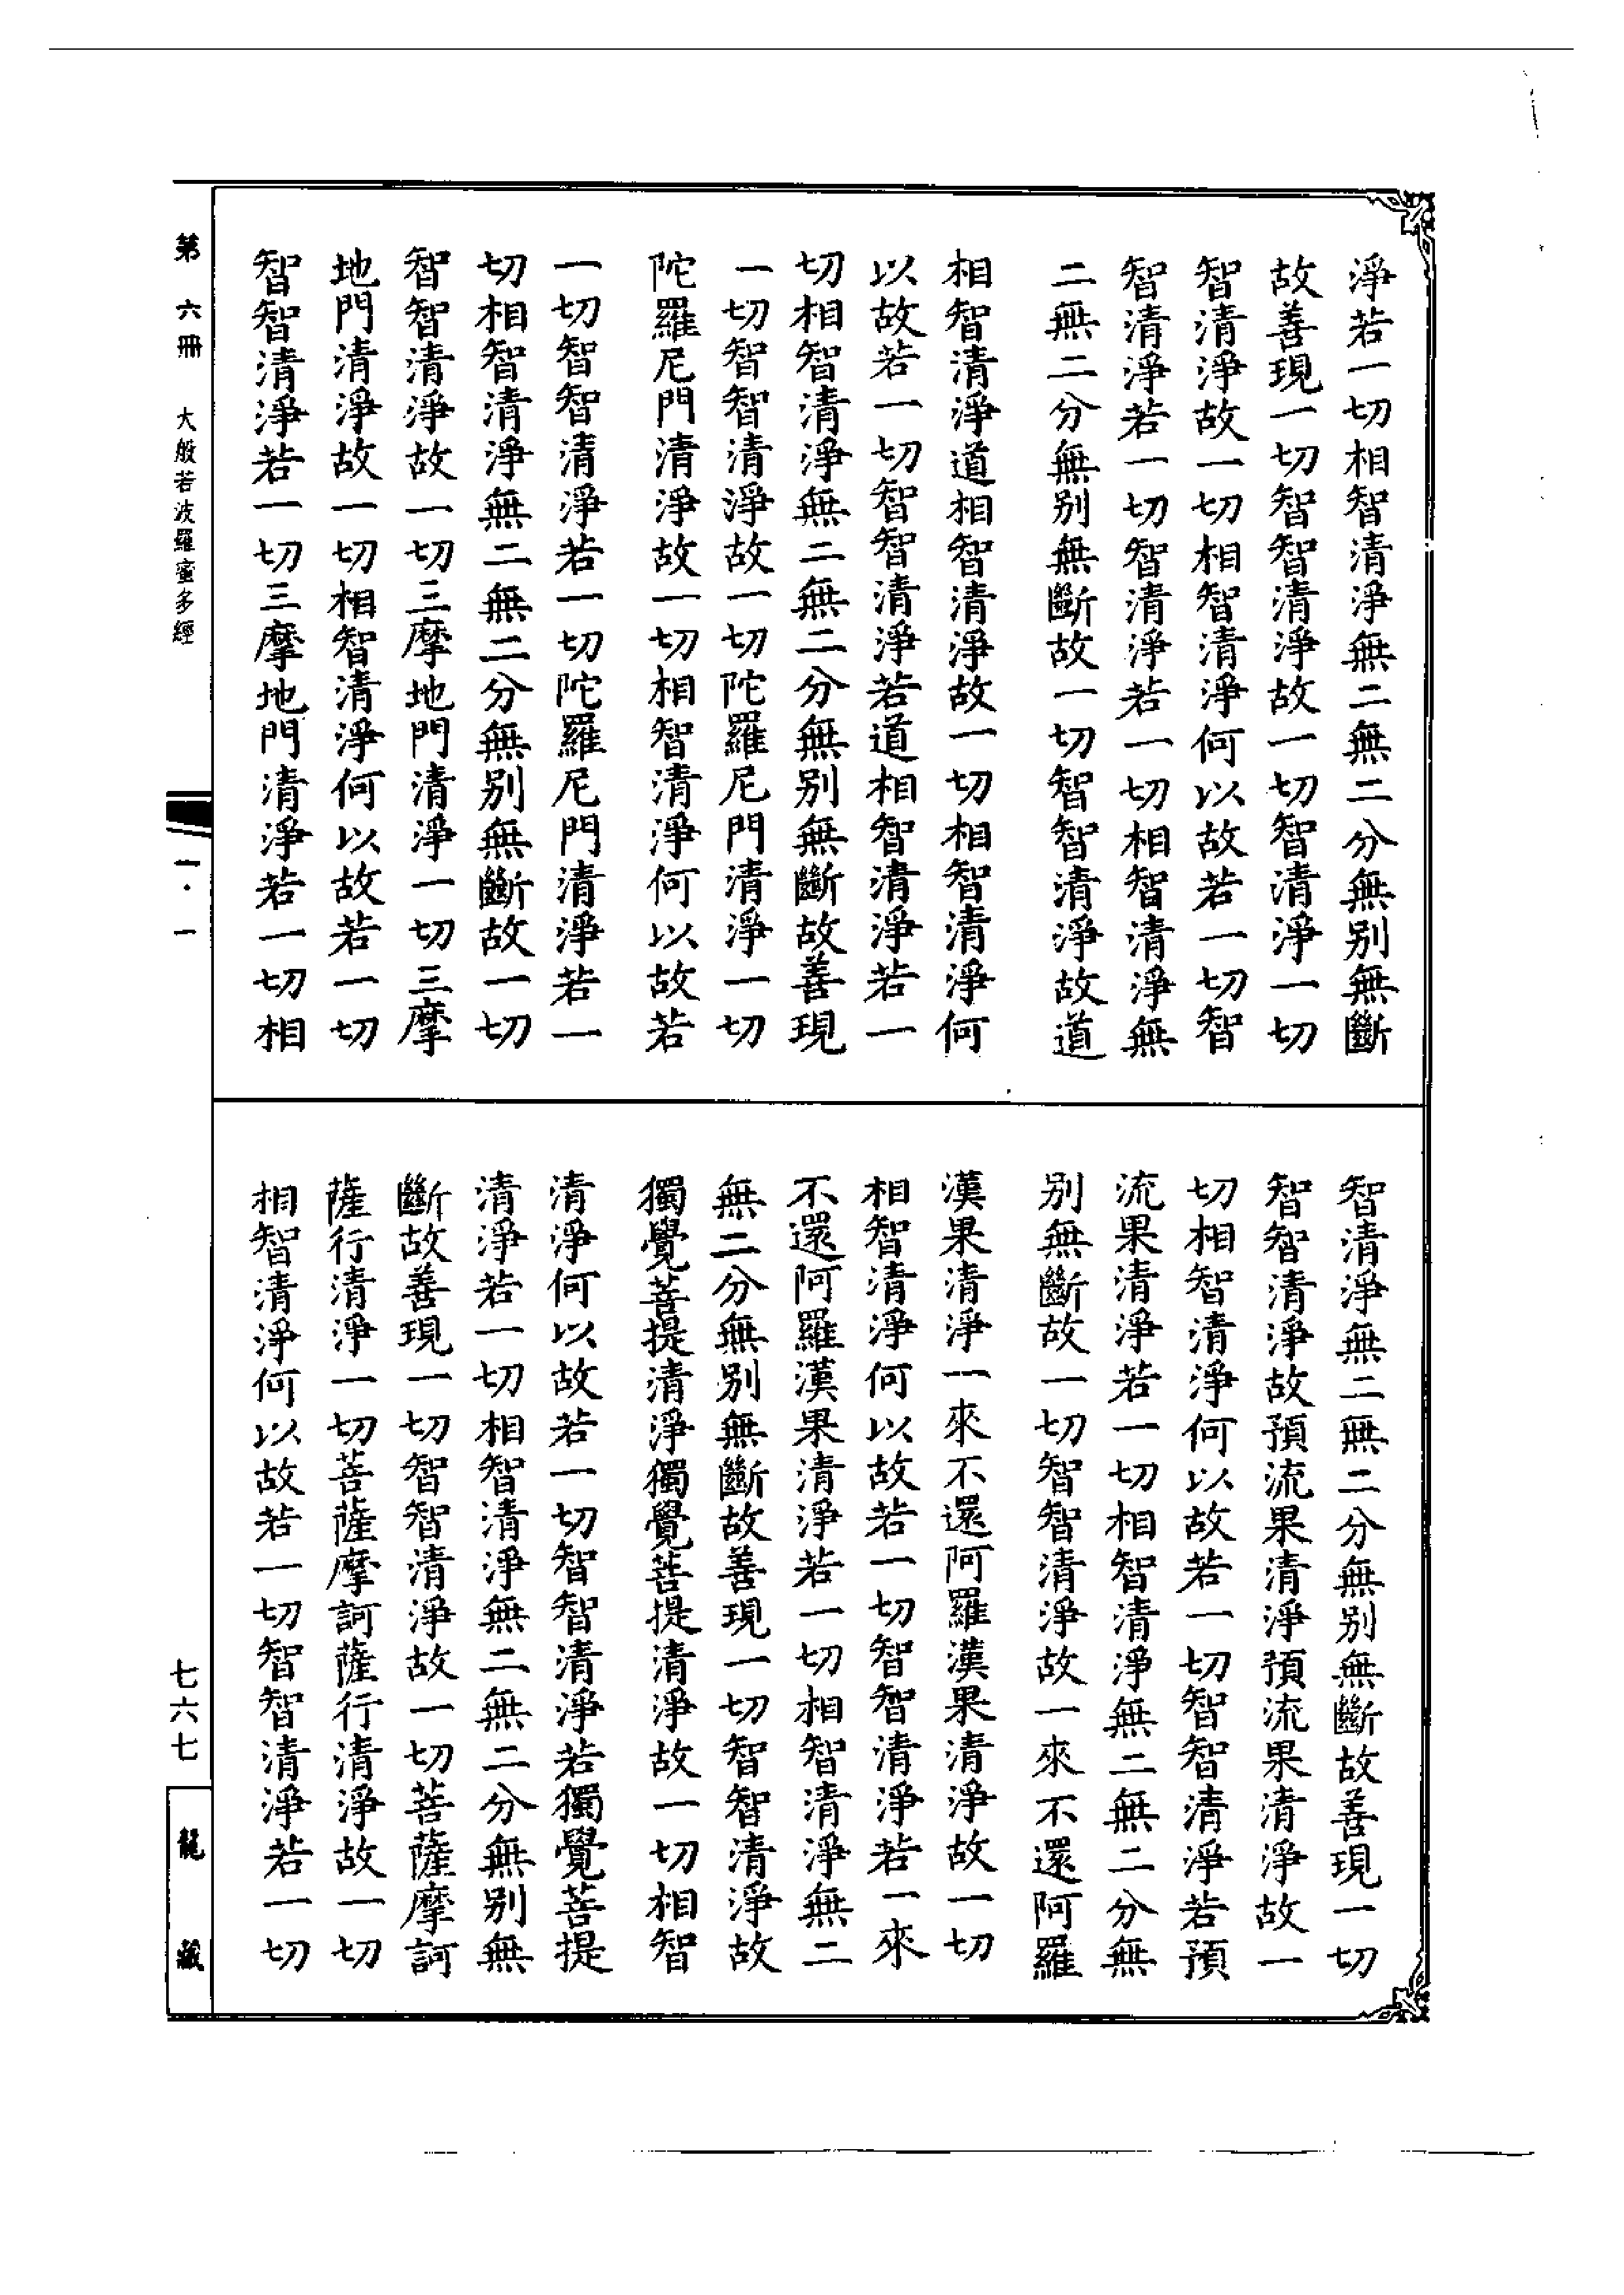 淨若一切相智清淨無二無二分無別無斷
故善現一切智智清淨故一切智清淨一切
智清淨故一切相智清淨何以故若一切智
智清淨若一切智清淨若一切相智清淨無
二無二分無別無斷故一切智智清淨故道
相智清淨道相智清淨故一切相智清淨何
以故若一切智智清淨若道相智清淨若一
切相智清淨無二無二分無別無斷故善現
一切智智清淨故一切陀羅尼門清淨一切
陀羅尼門清淨故一切相智清淨何以故若
一切智智清淨若一切陀羅尼門清淨若一
切相智清淨無二無二分無別無斷故一切
智智清淨故一切三摩地門清淨一切三摩
地門清淨故一切相智清淨何以故若一切
智智清淨若一切三摩地門清淨若一切相
智清淨無二無二分無別無斷故善現一切
智智清淨故預流果清淨預流果清淨故一
切相智清淨何以故若一切智智清淨若預
流果清淨若一切相智清淨無二無二分無
別無斷故一切智智清淨故一來不還阿羅
漢果清淨一來不還阿羅漢果清淨故一切
相智清淨何以故若一切智智清淨若一來
不還阿羅漢果清淨若一切相智清淨無二
無二分無別無斷故善現一切智智清淨故
獨覺菩提清淨獨覺菩提清淨故一切相智
清淨何以故若一切智智清淨若獨覺菩提
清淨若一切相智清淨無二無二分無別無
斷故善現一切智智清淨故一切菩薩摩訶
薩行清淨一切菩薩摩訶薩行清淨故一切
相智清淨何以故若一切智智清淨若一切
第六冊 大般若波羅蜜多經
一·一
七六七
龍藏